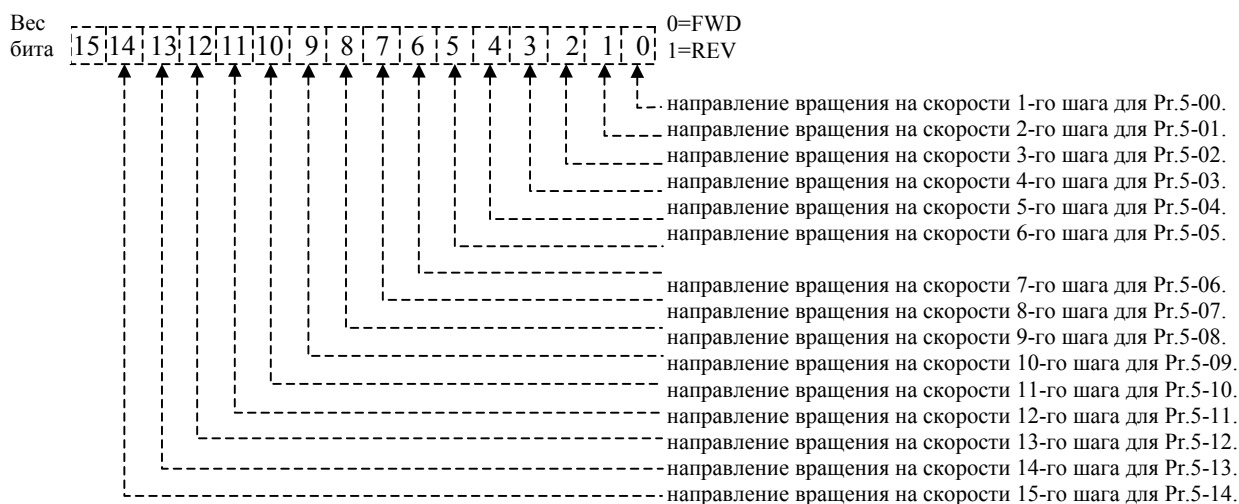 Вес 0=FWD
бита 15 14 13 12 11 10 9 8 7 6 5 4 3 2 1 0 1=REV
направление вращения на скорости 1-го шага для Pr.5-00.
направление вращения на скорости 2-го шага для Pr.5-01.
направление вращения на скорости 3-го шага для Pr.5-02.
направление вращения на скорости 4-го шага для Pr.5-03.
направление вращения на скорости 5-го шага для Pr.5-04.
направление вращения на скорости 6-го шага для Pr.5-05.
направление вращения на скорости 7-го шага для Pr.5-06.
направление вращения на скорости 8-го шага для Pr.5-07.
направление вращения на скорости 9-го шага для Pr.5-08.
направление вращения на скорости 10-го шага для Pr.5-09.
направление вращения на скорости 11-го шага для Pr.5-10.
направление вращения на скорости 12-го шага для Pr.5-11.
направление вращения на скорости 13-го шага для Pr.5-12.
направление вращения на скорости 14-го шага для Pr.5-13.
направление вращения на скорости 15-го шага для Pr.5-14.